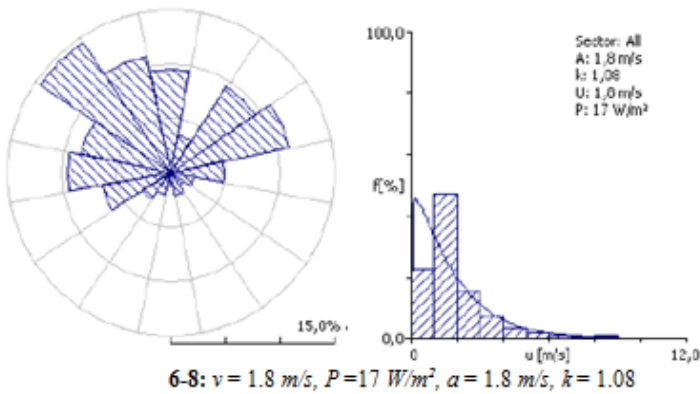 15,0%
100,0
f[%]
0,0
0
u [m/s]
12,0
Sector: All
A: 1,8 m/s
k: 1,08
U: 1,8 m/s
P: 17 W/m²
6-8: v = 1.8 m/s, P =17 W/m², a = 1.8 m/s, k = 1.08